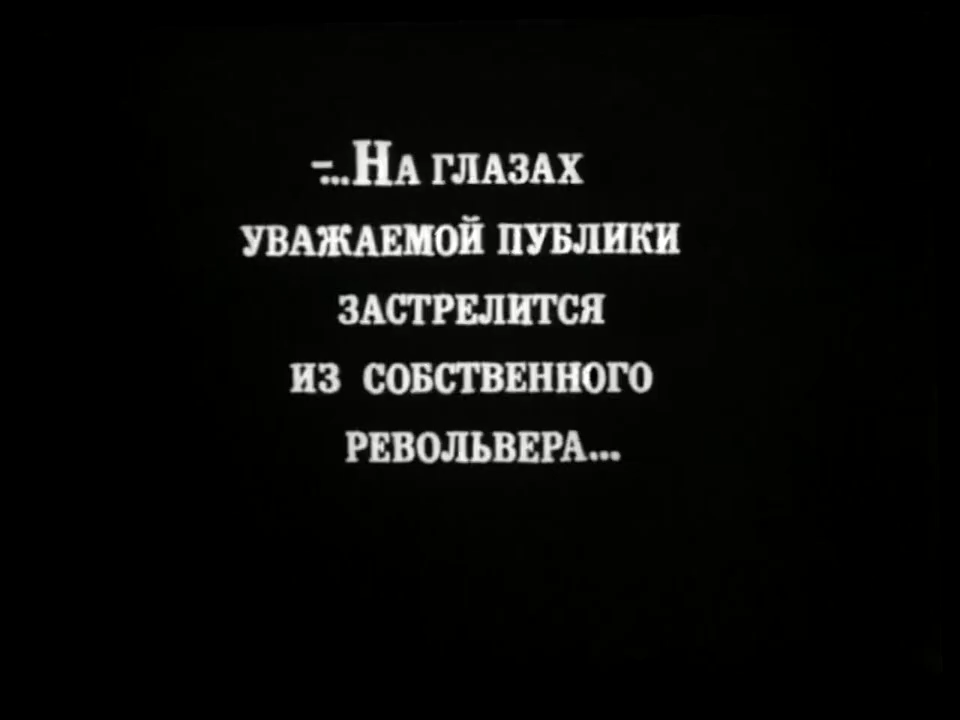 –...На глазах
уважаемой публики
застрелится
из собственного
револьвера...